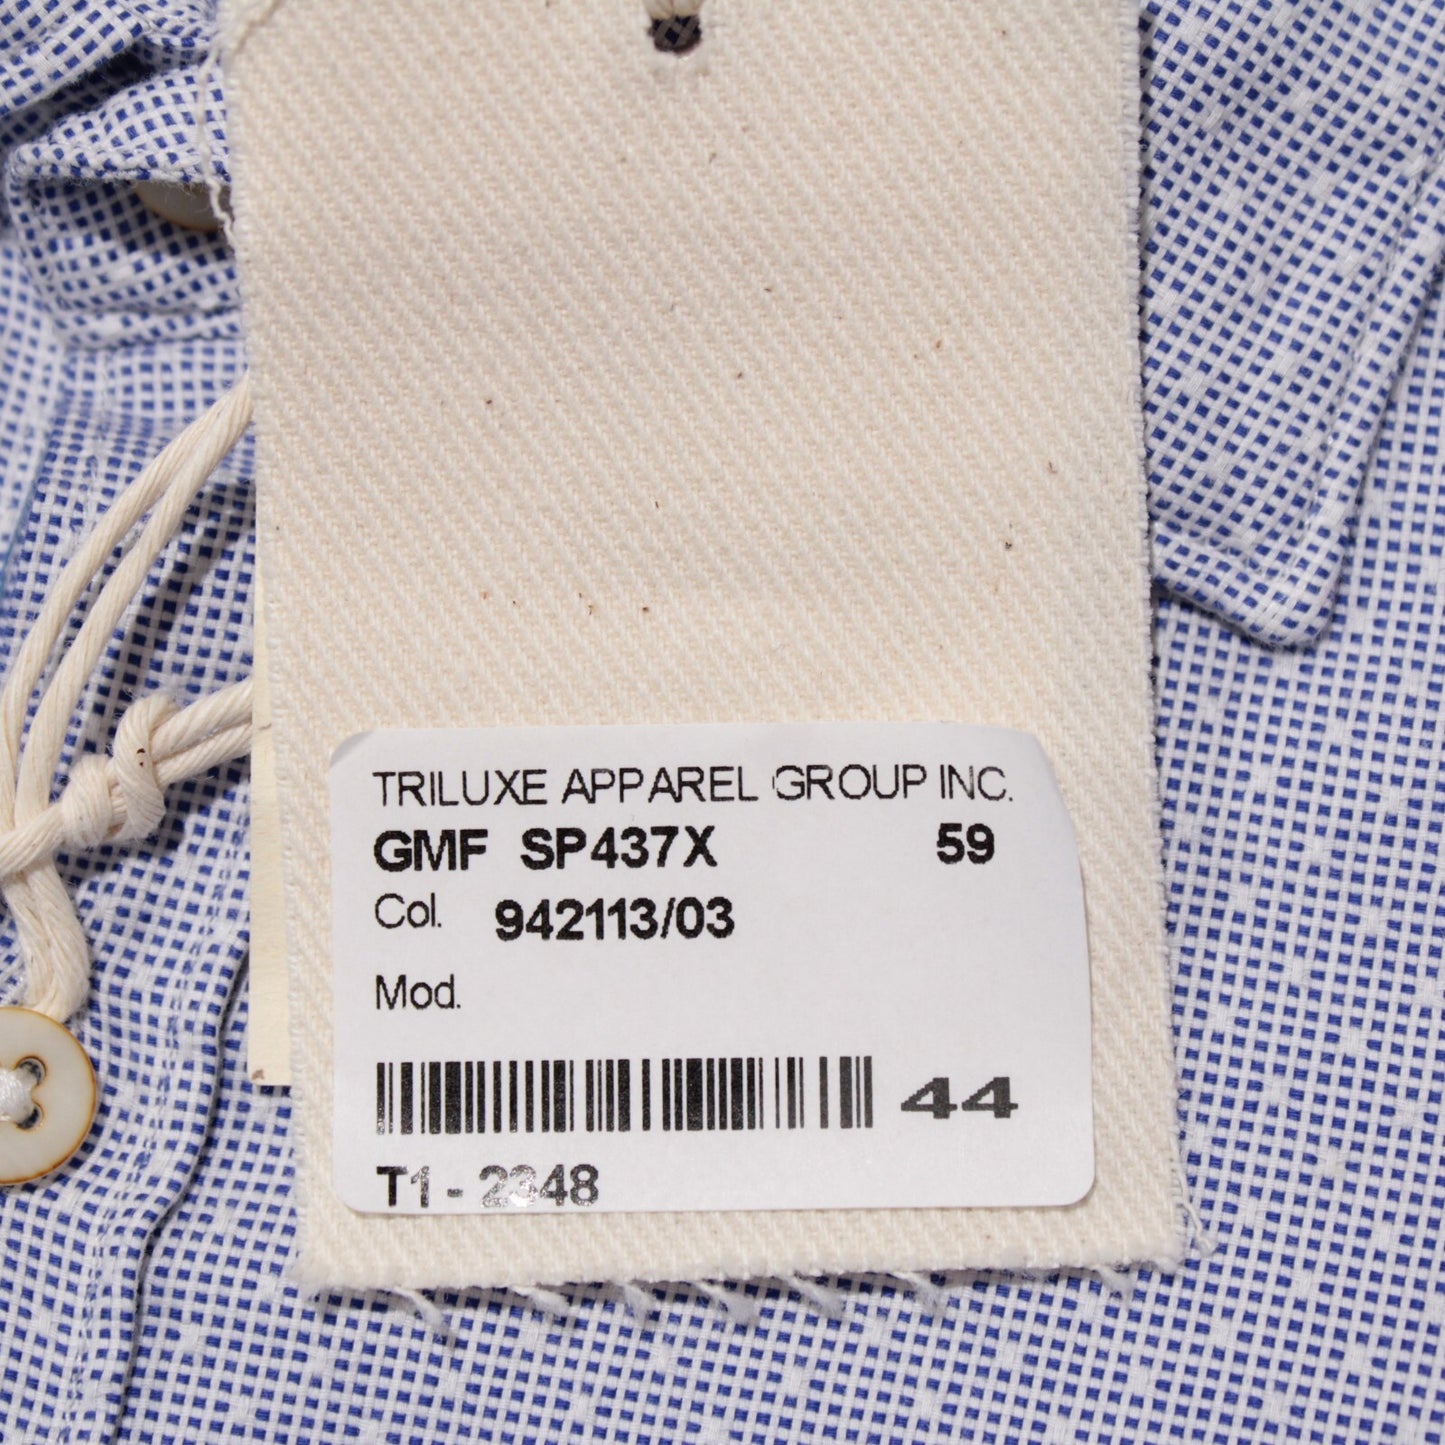 TRILUXE APPAREL GROUP INC.
GMF SP437X 59
Col. 942113/03
Mod.
44
T1 - 2348